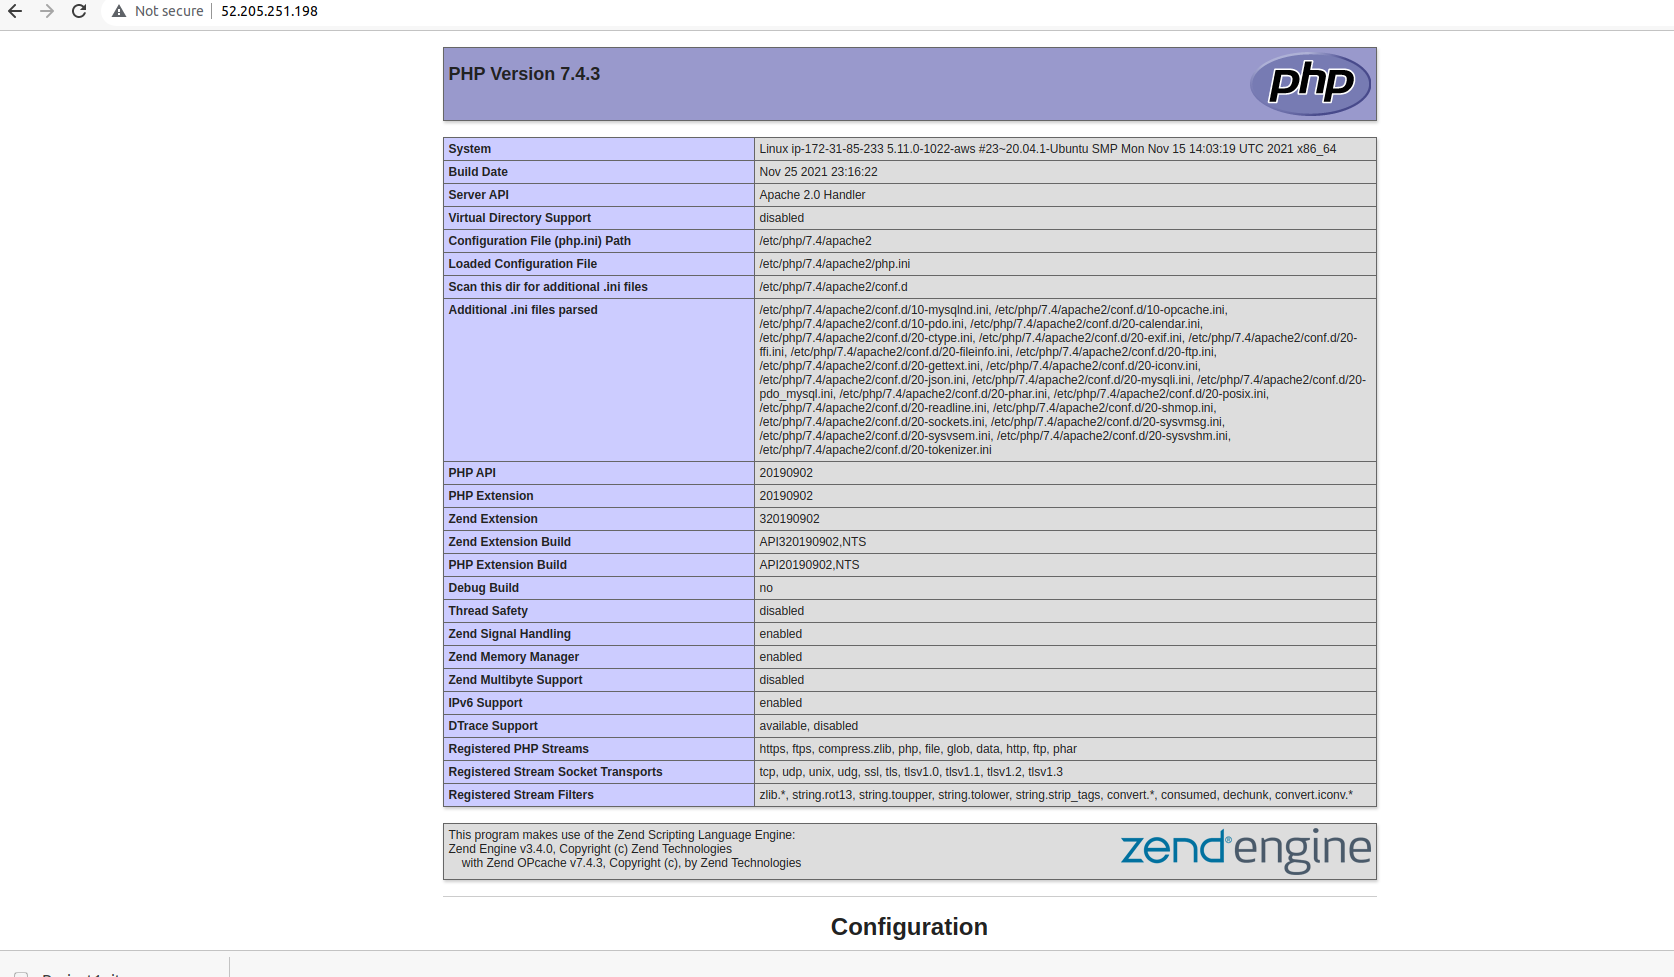 Not secure | 52.205.251.198
PHP Version 7.4.3
php
System Linux ip-172-31-85-233 5.11.0-1022-aws #23~20.04.1-Ubuntu SMP Mon Nov 15 14:03:19 UTC 2021 x86_64
Build Date Nov 25 2021 23:16:22
Server API Apache 2.0 Handler
Virtual Directory Support disabled
Configuration File (php.ini) Path /etc/php/7.4/apache2
Loaded Configuration File /etc/php/7.4/apache2/php.ini
Scan this dir for additional .ini files /etc/php/7.4/apache2/conf.d
Additional .ini files parsed /etc/php/7.4/apache2/conf.d/10-mysqlnd.ini, /etc/php/7.4/apache2/conf.d/10-opcache.ini,
/etc/php/7.4/apache2/conf.d/10-pdo.ini, /etc/php/7.4/apache2/conf.d/20-calendar.ini,
/etc/php/7.4/apache2/conf.d/20-ctype.ini, /etc/php/7.4/apache2/conf.d/20-exif.ini, /etc/php/7.4/apache2/conf.d/20-
ffi.ini, /etc/php/7.4/apache2/conf.d/20-fileinfo.ini, /etc/php/7.4/apache2/conf.d/20-ftp.ini,
/etc/php/7.4/apache2/conf.d/20-gettext.ini, /etc/php/7.4/apache2/conf.d/20-iconv.ini,
/etc/php/7.4/apache2/conf.d/20-json.ini, /etc/php/7.4/apache2/conf.d/20-mysqli.ini, /etc/php/7.4/apache2/conf.d/20-
pdo_mysql.ini, /etc/php/7.4/apache2/conf.d/20-phar.ini, /etc/php/7.4/apache2/conf.d/20-posix.ini,
/etc/php/7.4/apache2/conf.d/20-readline.ini, /etc/php/7.4/apache2/conf.d/20-shmop.ini,
/etc/php/7.4/apache2/conf.d/20-sockets.ini, /etc/php/7.4/apache2/conf.d/20-sysvmsg.ini,
/etc/php/7.4/apache2/conf.d/20-sysvsem.ini, /etc/php/7.4/apache2/conf.d/20-sysvshm.ini,
/etc/php/7.4/apache2/conf.d/20-tokenizer.ini
PHP API 20190902
PHP Extension 20190902
Zend Extension 320190902
Zend Extension Build API320190902,NTS
PHP Extension Build API20190902,NTS
Debug Build no
Thread Safety disabled
Zend Signal Handling enabled
Zend Memory Manager enabled
Zend Multibyte Support disabled
IPv6 Support enabled
DTrace Support available, disabled
Registered PHP Streams https, ftps, compress.zlib, php, file, glob, data, http, ftp, phar
Registered Stream Socket Transports tcp, udp, unix, udg, ssl, tls, tlsv1.0, tlsv1.1, tlsv1.2, tlsv1.3
Registered Stream Filters zlib.*, string.rot13, string.toupper, string.tolower, string.strip_tags, convert.*, consumed, dechunk, convert.iconv.*
This program makes use of the Zend Scripting Language Engine:
Zend Engine v3.4.0, Copyright (c) Zend Technologies
with Zend OPcache v7.4.3, Copyright (c), by Zend Technologies
zend® engine
Configuration